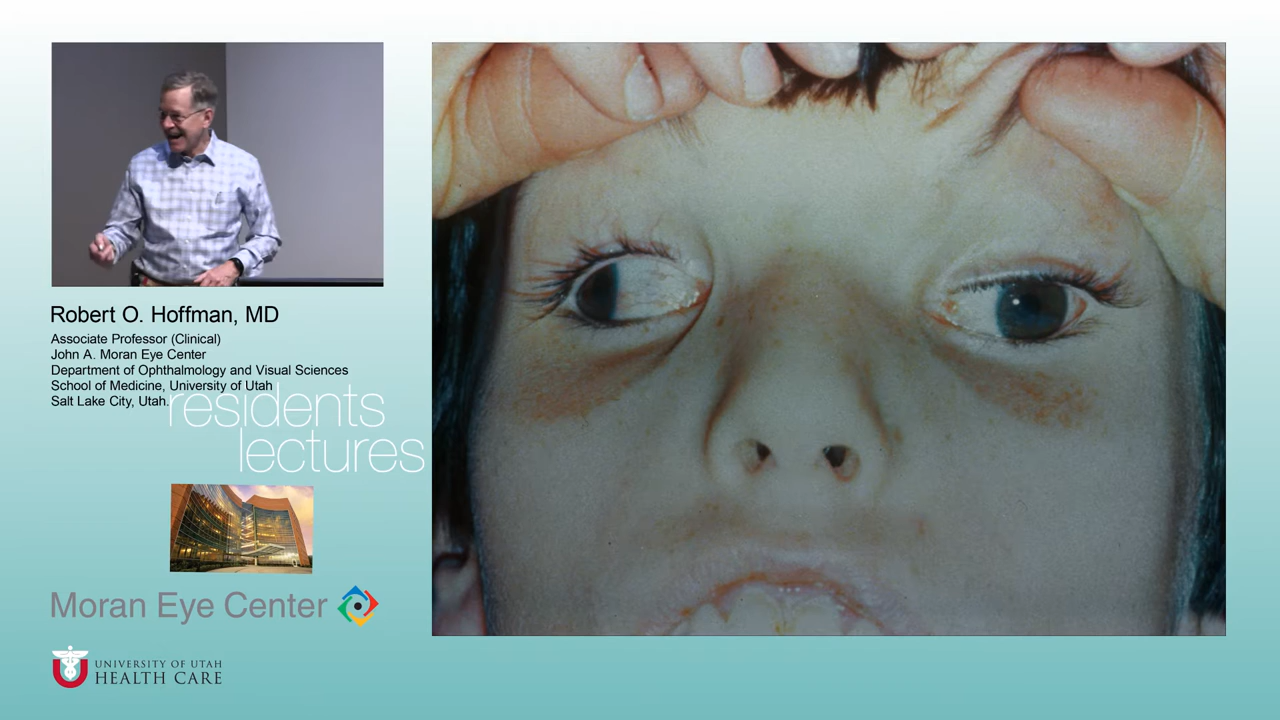 Robert O. Hoffman, MD
Associate Professor (Clinical)
John A. Moran Eye Center
Department of Ophthalmology and Visual Sciences
School of Medicine, University of Utah
Salt Lake City, Utah.
residents
lectures
Moran Eye Center
UNIVERSITY OF UTAH
HEALTH CARE